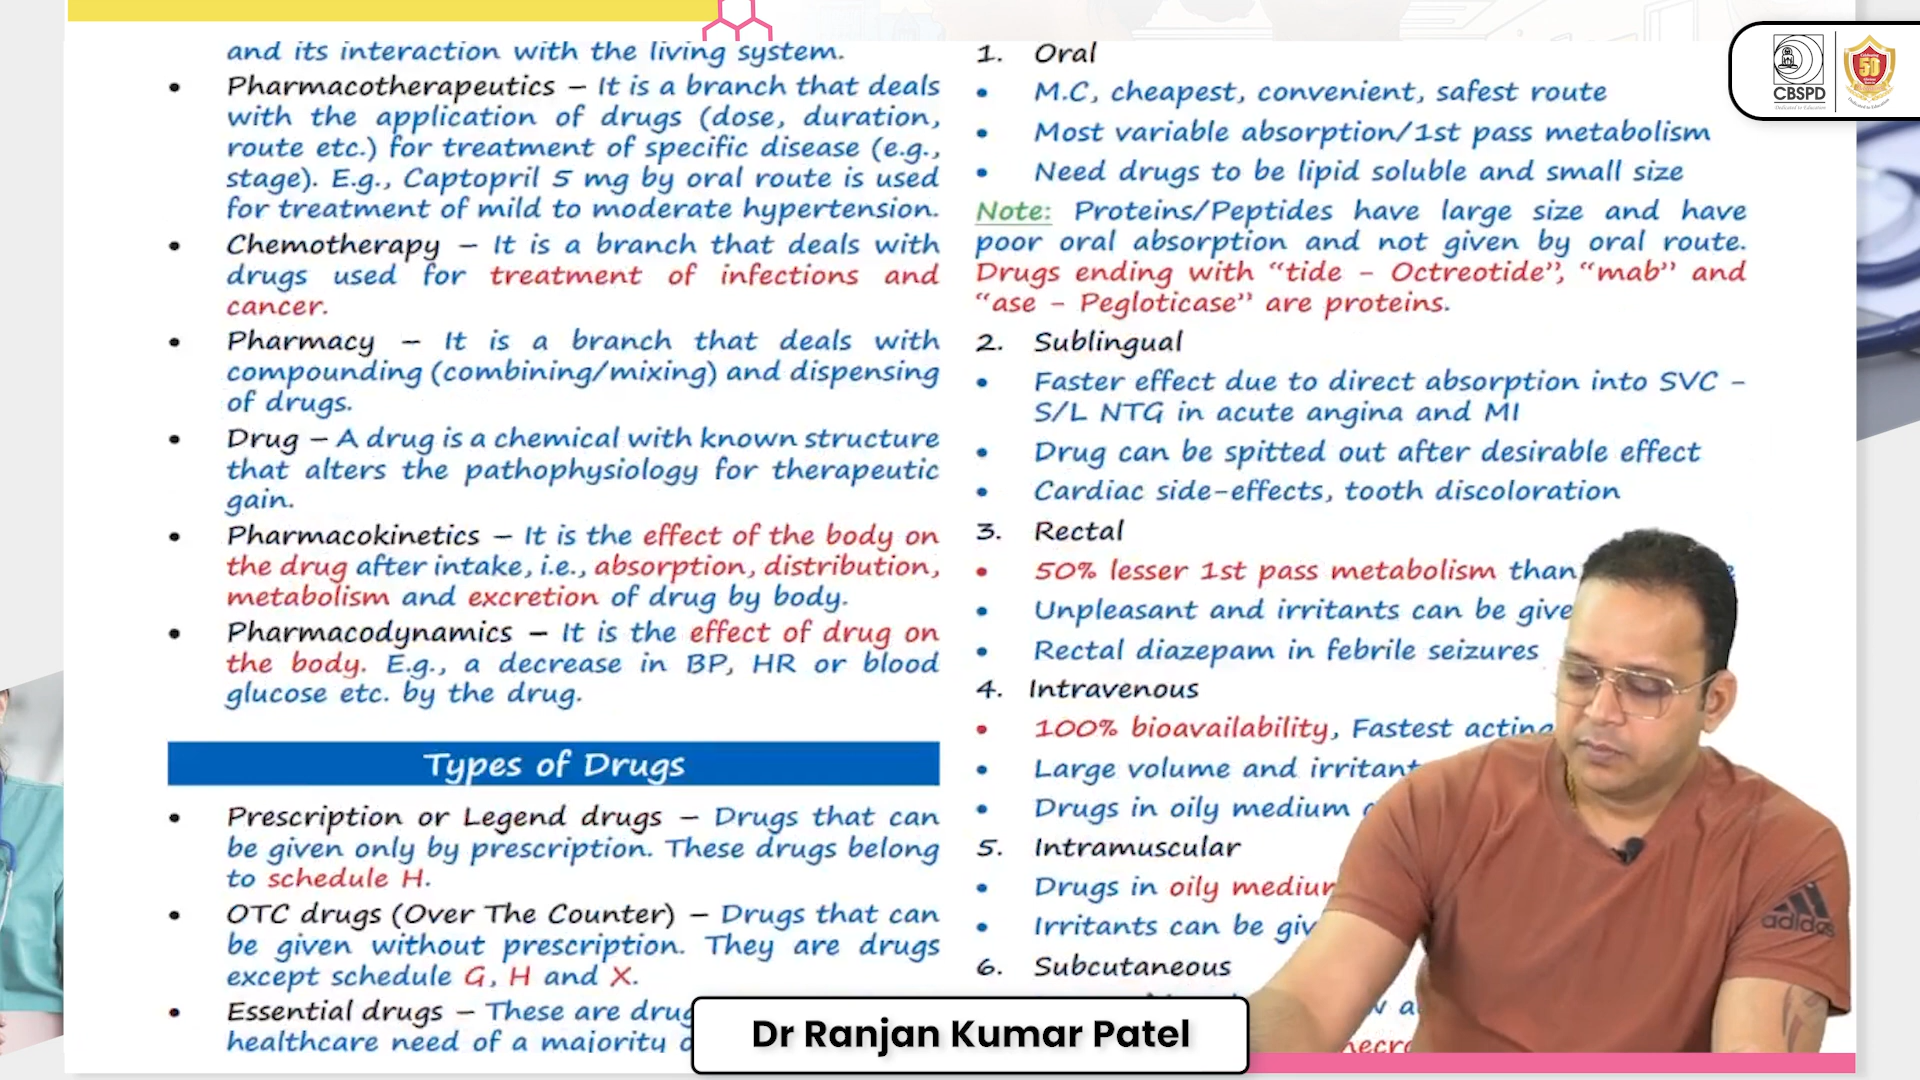 and its interaction with the living system.
• Pharmacotherapeutics – It is a branch that deals
with the application of drugs (dose, duration,
route etc.) for treatment of specific disease (e.g.,
stage). E.g., Captopril 5 mg by oral route is used
for treatment of mild to moderate hypertension.
• Chemotherapy – It is a branch that deals with
drugs used for treatment of infections and
cancer.
• Pharmacy – It is a branch that deals with
compounding (combining/mixing) and dispensing
of drugs.
• Drug – A drug is a chemical with known structure
that alters the pathophysiology for therapeutic
gain.
• Pharmacokinetics – It is the effect of the body on
the drug after intake, i.e., absorption, distribution,
metabolism and excretion of drug by body.
• Pharmacodynamics – It is the effect of drug on
the body. E.g., a decrease in BP, HR or blood
glucose etc. by the drug.
Types of Drugs
• Prescription or Legend drugs – Drugs that can
be given only by prescription. These drugs belong
to schedule H.
• OTC drugs (Over The Counter) – Drugs that can
be given without prescription. They are drugs
except schedule G, H and X.
• Essential drugs – These are drug
healthcare need of a majority
1. Oral
• M.C, cheapest, convenient, safest route
• Most variable absorption/1st pass metabolism
• Need drugs to be lipid soluble and small size
Note: Proteins/Peptides have large size and have
poor oral absorption and not given by oral route.
Drugs ending with “tide – Octreotide”, “mab” and
“ase – Pegloticase” are proteins.
2. Sublingual
• Faster effect due to direct absorption into SVC –
S/L NTG in acute angina and MI
• Drug can be spitted out after desirable effect
• Cardiac side-effects, tooth discoloration
3. Rectal
• 50% lesser 1st pass metabolism than
• Unpleasant and irritants can be give
• Rectal diazepam in febrile seizures
4. Intravenous
• 100% bioavailability, Fastest acting
• Large volume and irritant
• Drugs in oily medium
5. Intramuscular
• Drugs in oily medium
• Irritants can be giv
6. Subcutaneous
necr
Dr Ranjan Kumar Patel
CBSPD
Dedicated to Education
50
adidas